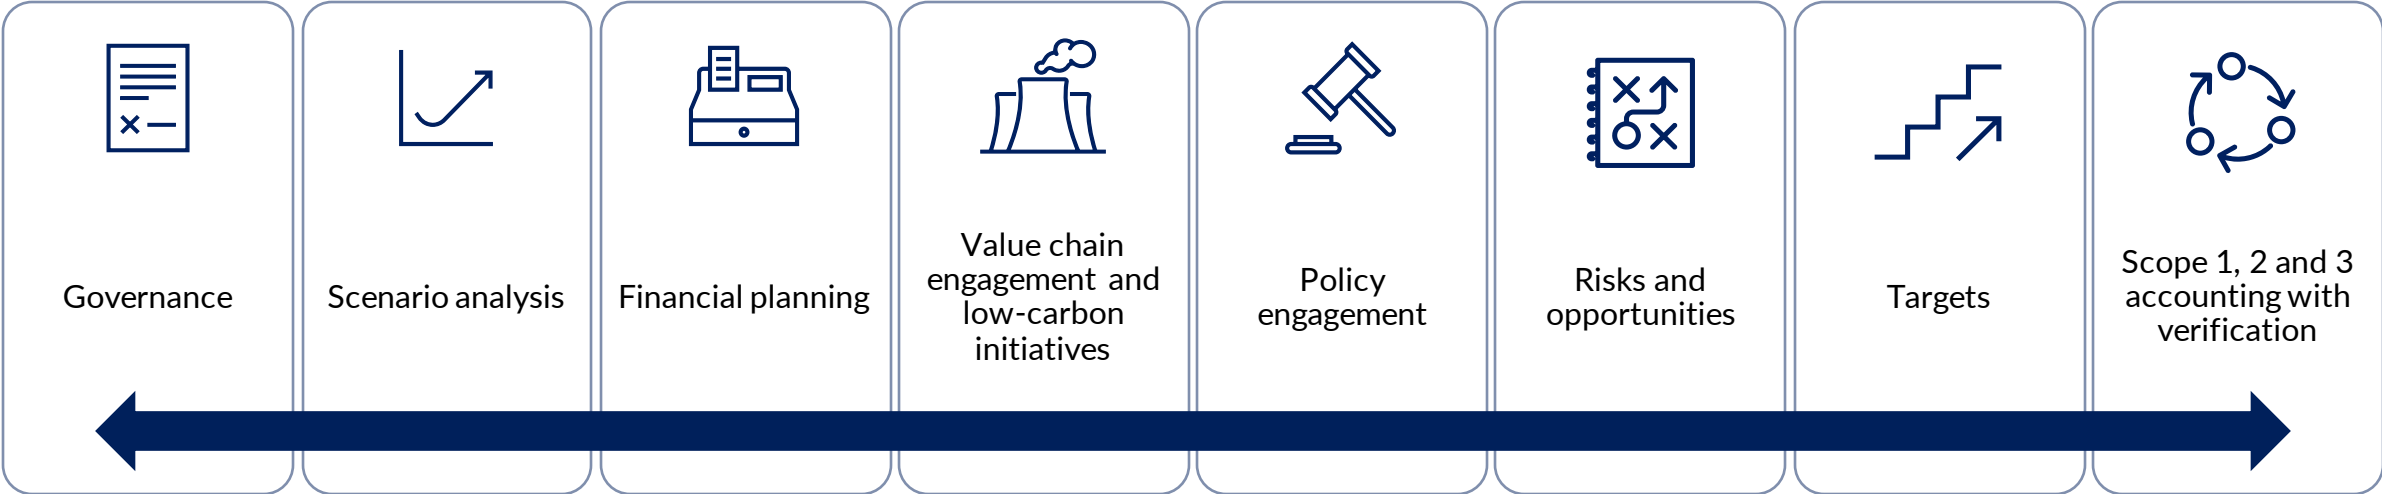 Governance
Scenario analysis
Financial planning
Value chain
engagement and
low-carbon
initiatives
Policy
engagement
Risks and
opportunities
Targets
Scope 1, 2 and 3
accounting with
verification